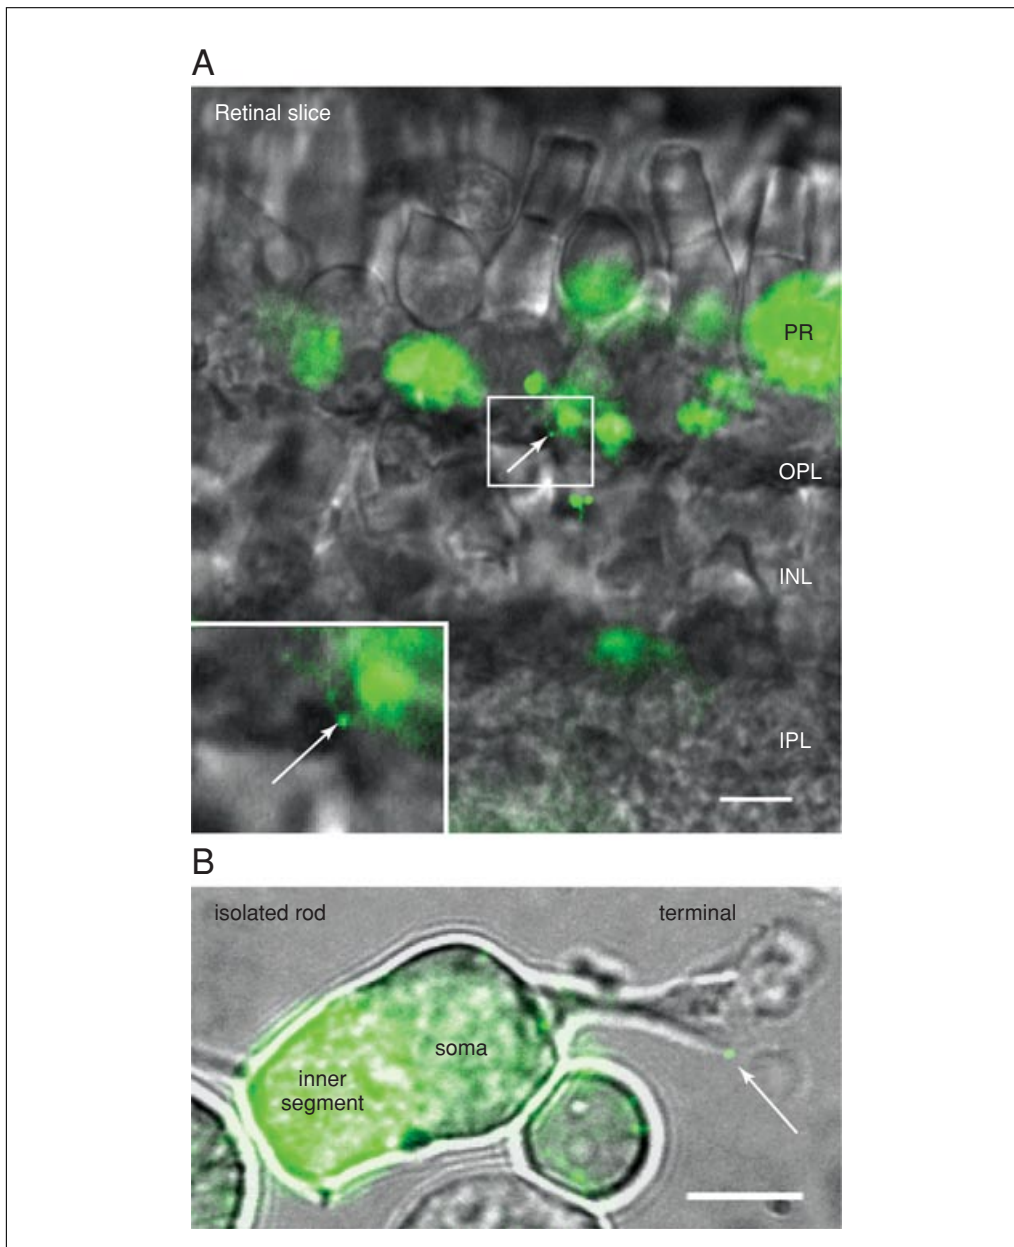 A
Retinal slice
PR
OPL
INL
IPL
B
isolated rod
terminal
soma
inner
segment